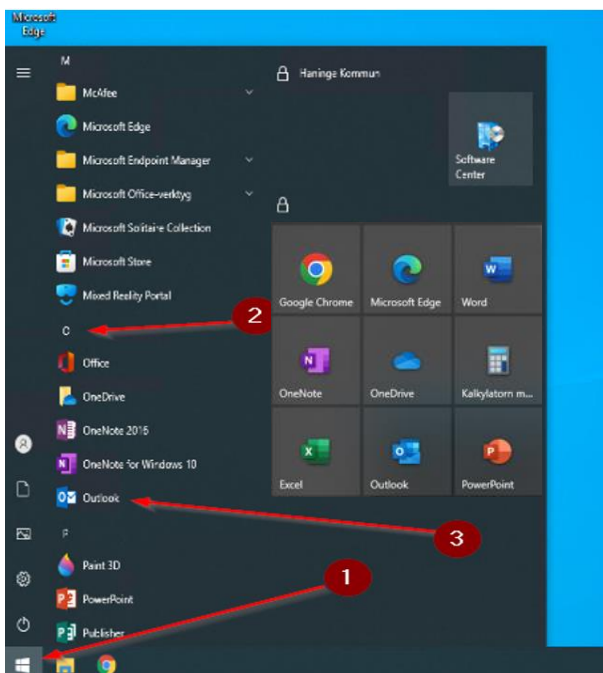 Microsoft
Edge
M
McAfee
Microsoft Edge
Microsoft Endpoint Manager
Microsoft Office-verktyg
Microsoft Solitaire Collection
Microsoft Store
Mixed Reality Portal
O
Office
OneDrive
OneNote 2016
OneNote for Windows 10
Outlook
P
Paint 3D
PowerPoint
Publisher
Haninge Kommun
Software
Center
Google Chrome
Microsoft Edge
Word
OneNote
OneDrive
Kalkylatorn m...
Excel
Outlook
PowerPoint
2
3
1